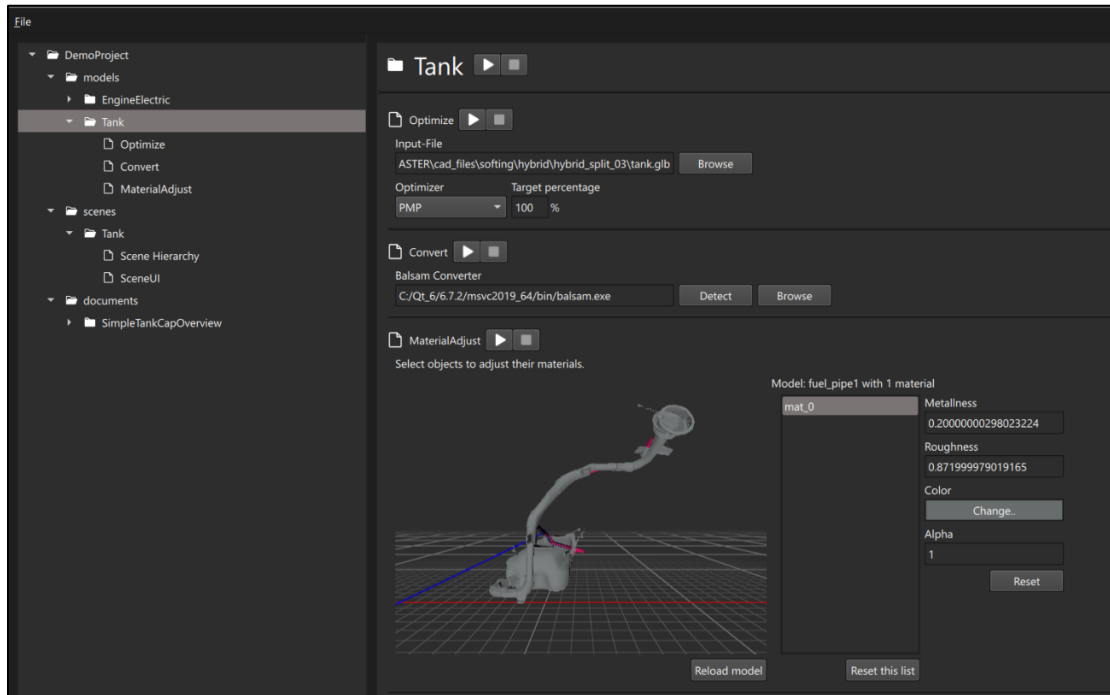 File
DemoProject
models
EngineElectric
Tank
Optimize
Convert
MaterialAdjust
scenes
Tank
Scene Hierarchy
SceneUI
documents
SimpleTankCapOverview
Tank
Optimize
Input-File
ASTER\cad_files\softing\hybrid\hybrid_split_03\tank.glb Browse
Optimizer Target percentage
PMP 100 %
Convert
Balsam Converter
C:/Qt_6/6.7.2/msvc2019_64/bin/balsam.exe Detect Browse
MaterialAdjust
Select objects to adjust their materials.
Model: fuel_pipe1 with 1 material
mat_0
Metallness
0.20000000298023224
Roughness
0.871999979019165
Color
Change..
Alpha
1
Reset
Reload model Reset this list